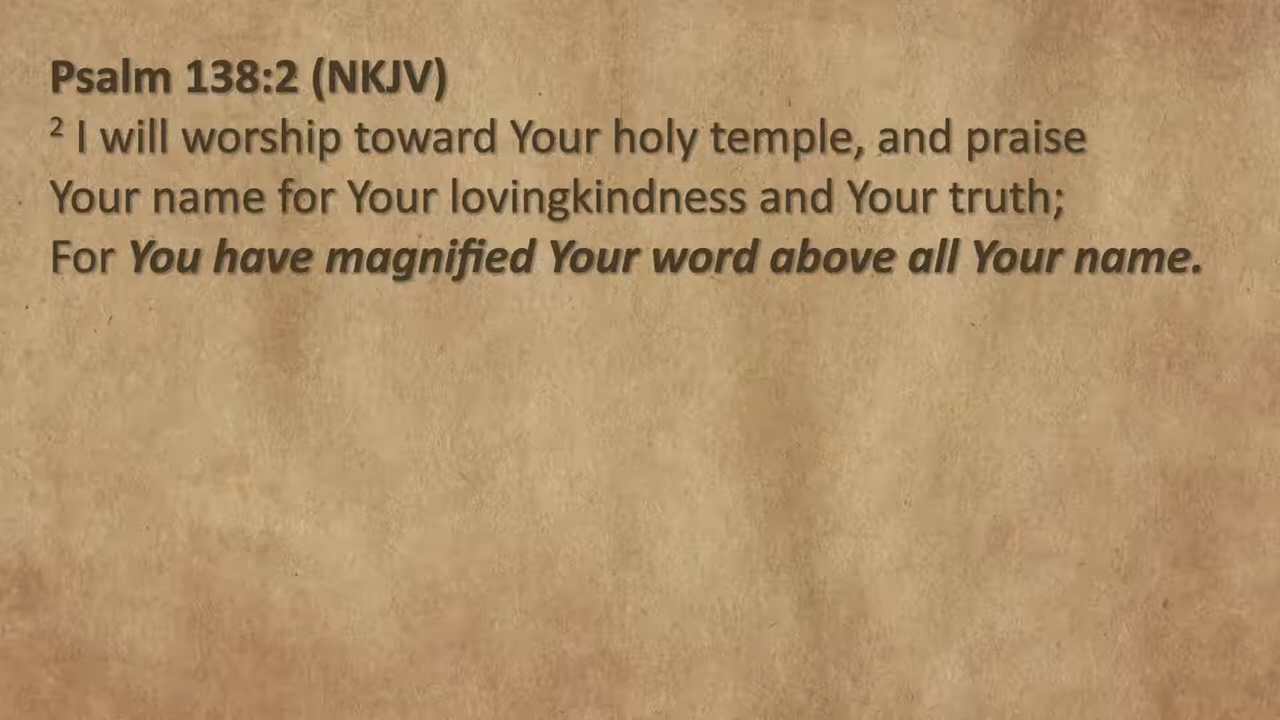 Psalm 138:2 (NKJV)
² I will worship toward Your holy temple, and praise
Your name for Your lovingkindness and Your truth;
For You have magnified Your word above all Your name.